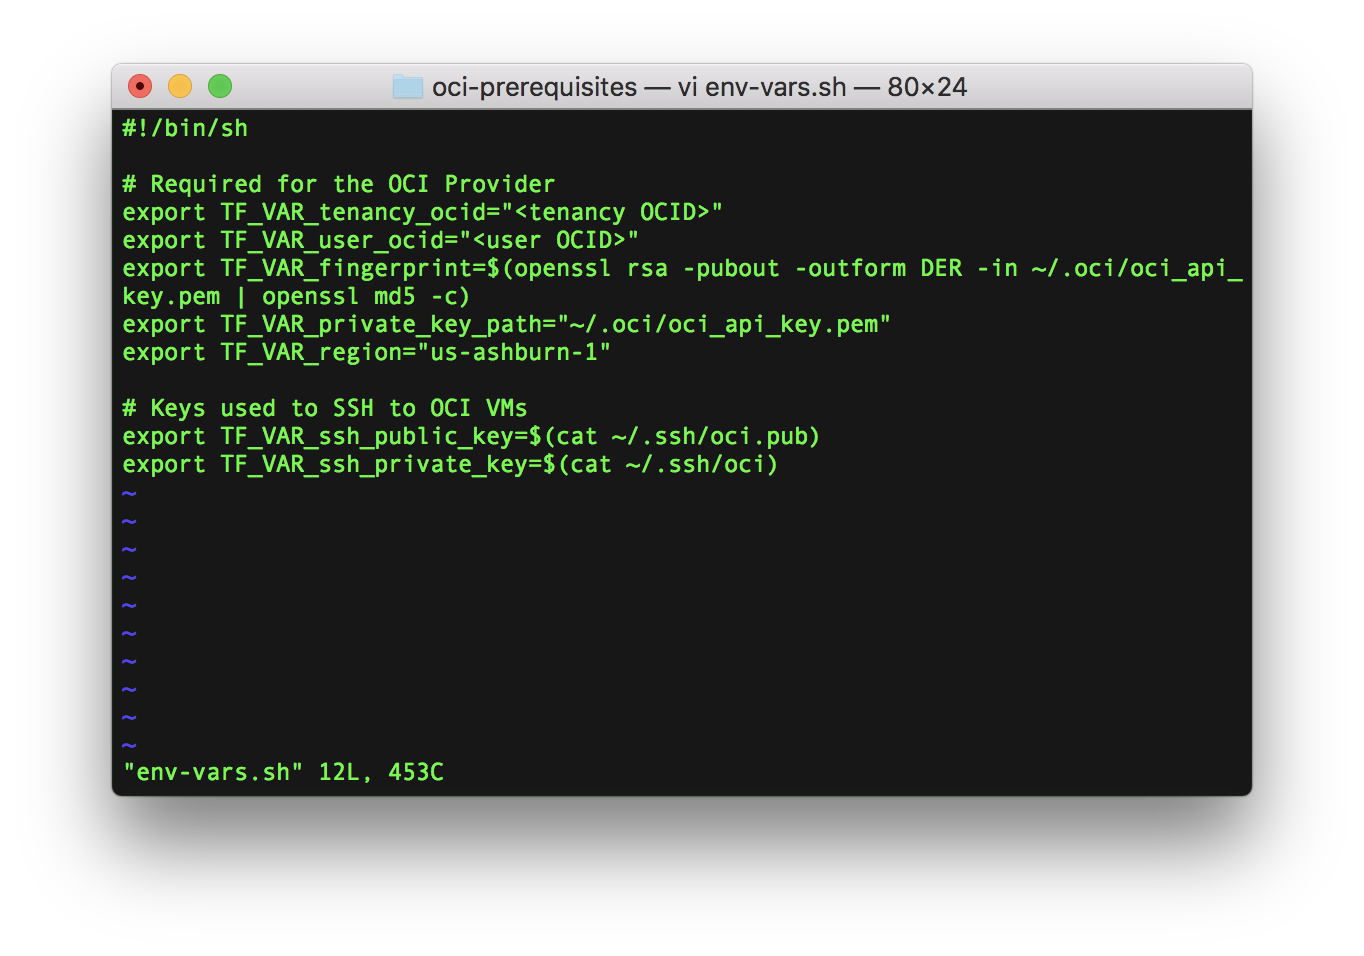 oci-prerequisites — vi env-vars.sh — 80×24
#!/bin/sh

# Required for the OCI Provider
export TF_VAR_tenancy_ocid="<tenancy OCID>"
export TF_VAR_user_ocid="<user OCID>"
export TF_VAR_fingerprint=$(openssl rsa -pubout -outform DER -in ~/.oci/oci_api_
key.pem | openssl md5 -c)
export TF_VAR_private_key_path="~/.oci/oci_api_key.pem"
export TF_VAR_region="us-ashburn-1"

# Keys used to SSH to OCI VMs
export TF_VAR_ssh_public_key=$(cat ~/.ssh/oci.pub)
export TF_VAR_ssh_private_key=$(cat ~/.ssh/oci)
~
~
~
~
~
~
~
~
~
~
"env-vars.sh" 12L, 453C